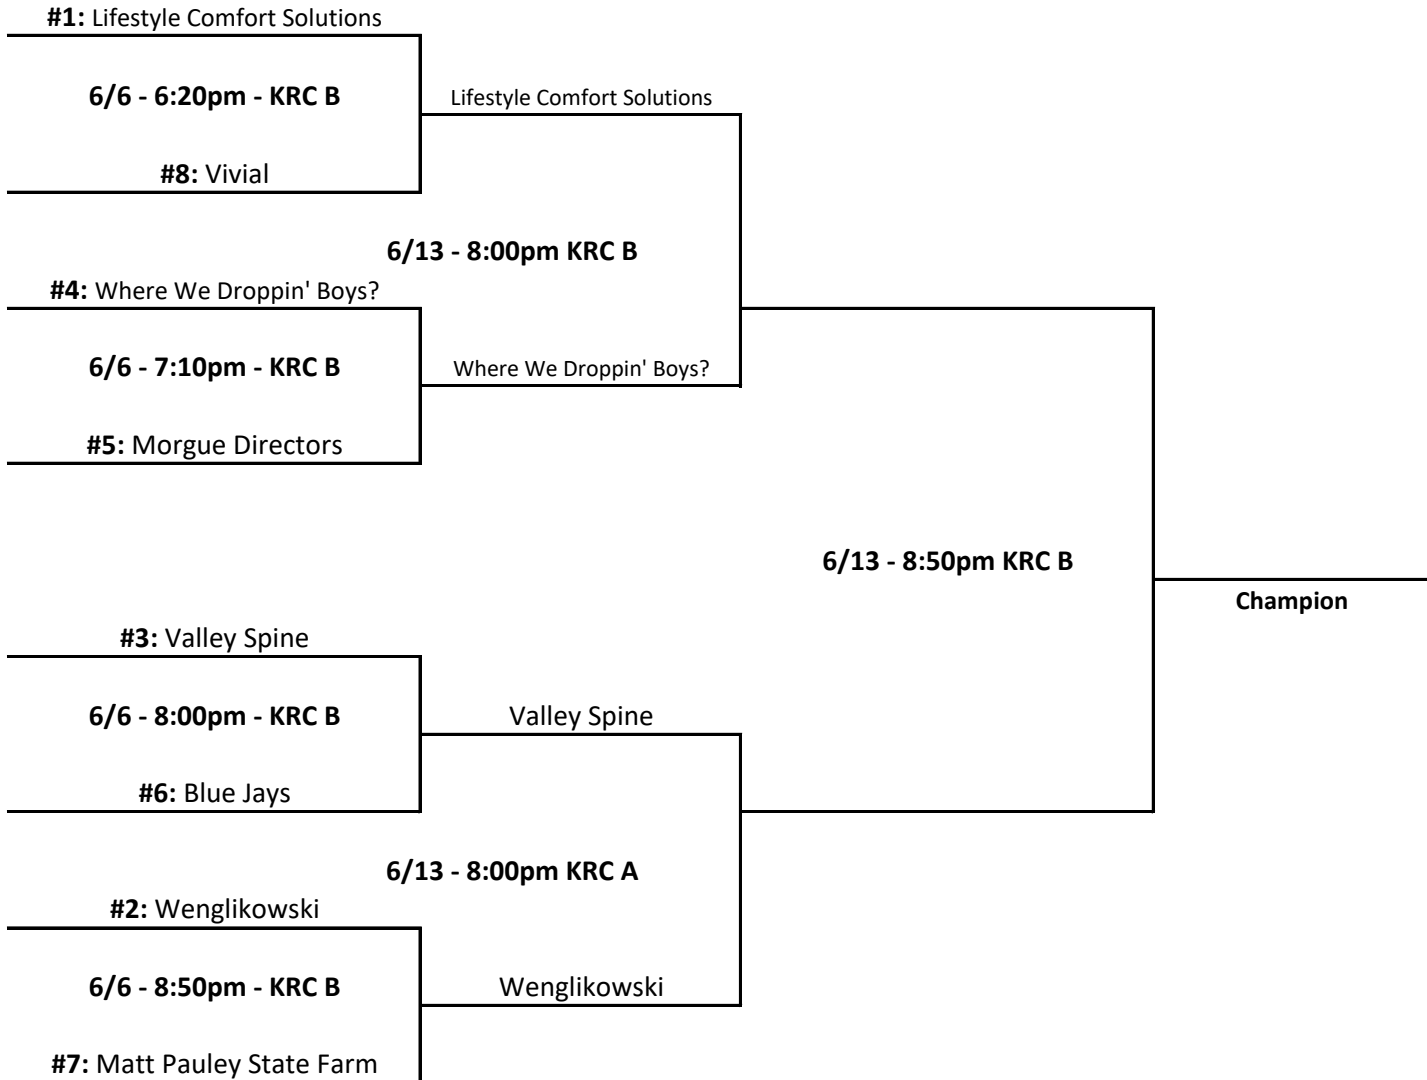 #1: Lifestyle Comfort Solutions
6/6 - 6:20pm - KRC B
Lifestyle Comfort Solutions
#8: Vivial
6/13 - 8:00pm KRC B
#4: Where We Droppin' Boys?
6/6 - 7:10pm - KRC B
Where We Droppin' Boys?
#5: Morgue Directors
6/13 - 8:50pm KRC B
Champion
#3: Valley Spine
6/6 - 8:00pm - KRC B
Valley Spine
#6: Blue Jays
6/13 - 8:00pm KRC A
#2: Wenglikowski
6/6 - 8:50pm - KRC B
Wenglikowski
#7: Matt Pauley State Farm